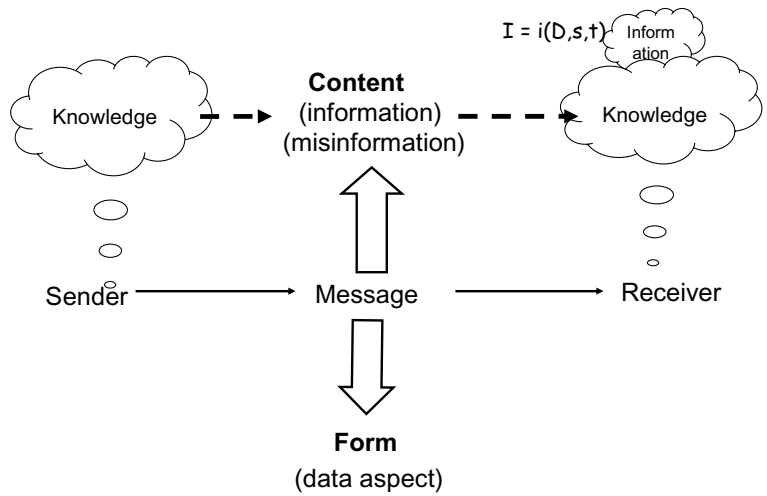 I = i(D,s,t)
Inform
ation
Content
(information)
(misinformation)
Knowledge
Knowledge
Sender
Message
Receiver
Form
(data aspect)